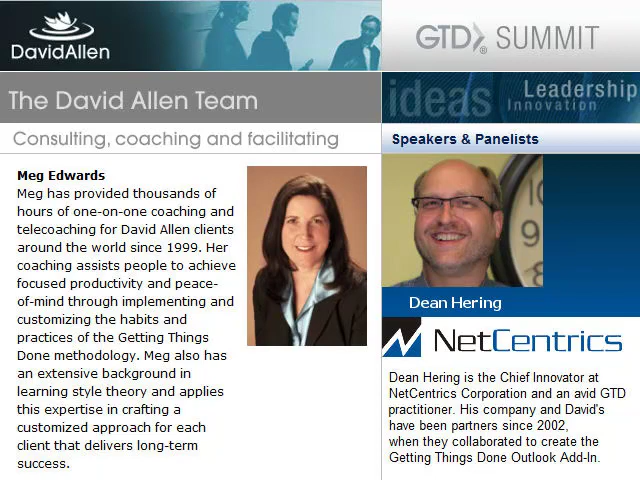 DavidAllen
The David Allen Team
Consulting, coaching and facilitating
Meg Edwards
Meg has provided thousands of
hours of one-on-one coaching and
telecoaching for David Allen clients
around the world since 1999. Her
coaching assists people to achieve
focused productivity and peace-
of-mind through implementing and
customizing the habits and
practices of the Getting Things
Done methodology. Meg also has
an extensive background in
learning style theory and applies
this expertise in crafting a
customized approach for each
client that delivers long-term
success.
GTD® SUMMIT
ideas Leadership
Innovation
Speakers & Panelists
10
9
8
Dean Hering
NetCentrics
Dean Hering is the Chief Innovator at
NetCentrics Corporation and an avid GTD
practitioner. His company and David's
have been partners since 2002,
when they collaborated to create the
Getting Things Done Outlook Add-In.